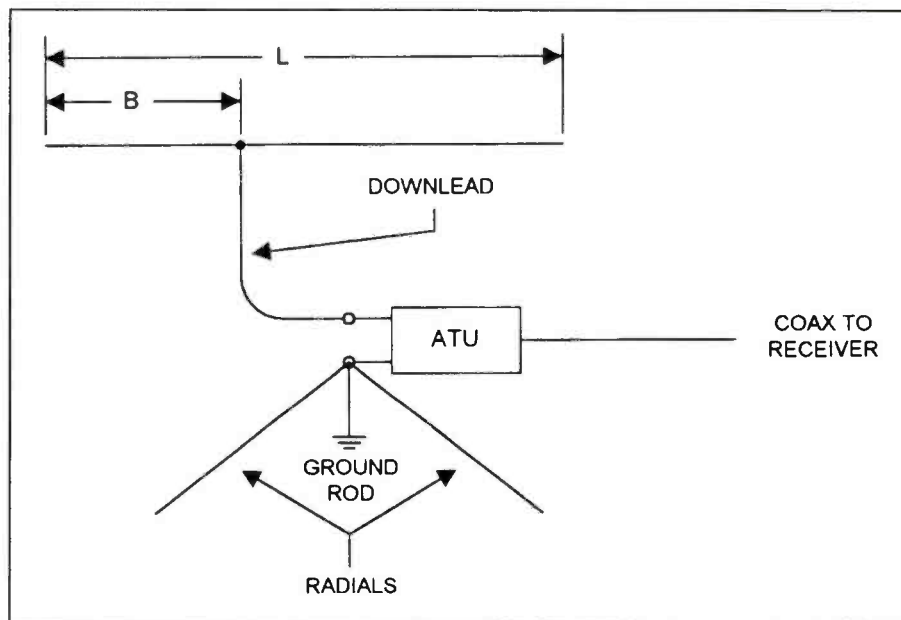 L
B
DOWNLEAD
ATU
COAX TO
RECEIVER
GROUND
ROD
RADIALS